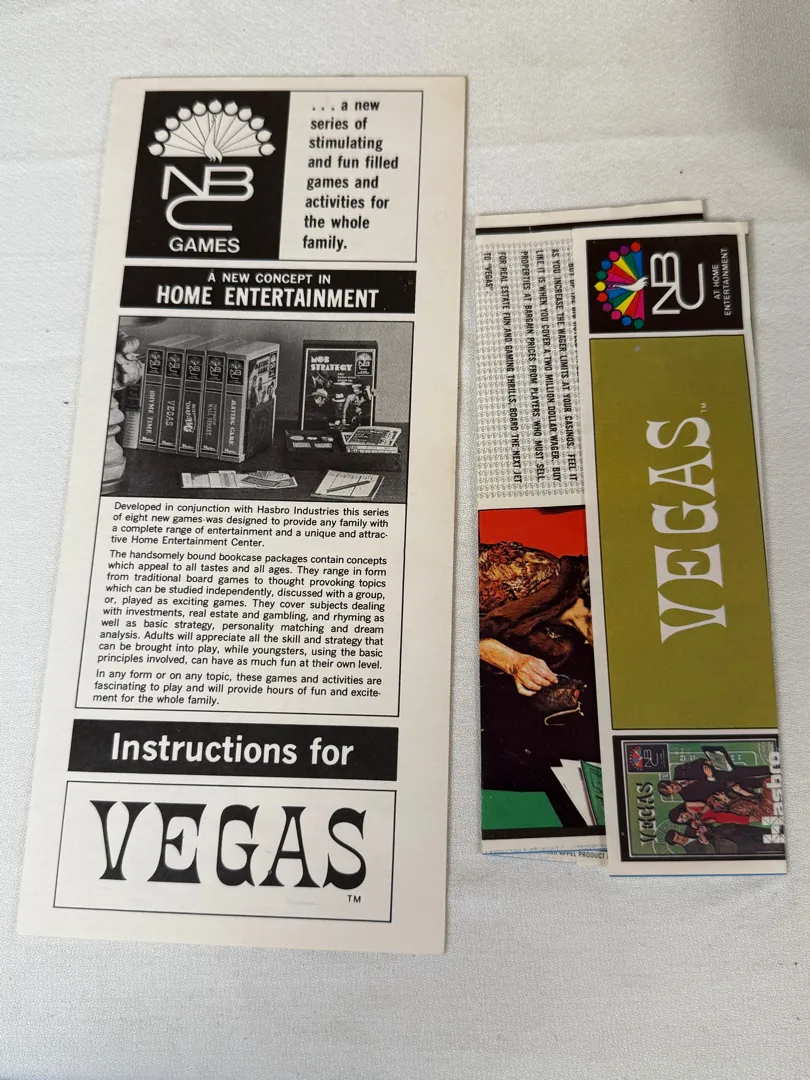 NBC
GAMES
. . . a new
series of
stimulating
and fun filled
games and
activities for
the whole
family.
A NEW CONCEPT IN
HOME ENTERTAINMENT
RHYME TIME
VEGAS
MOB
STRATEGY
Developed in conjunction with Hasbro Industries this series
of eight new games was designed to provide any family with
a complete range of entertainment and a unique and attrac-
tive Home Entertainment Center.
The handsomely bound bookcase packages contain concepts
which appeal to all tastes and all ages. They range in form
from traditional board games to thought provoking topics
which can be studied independently, discussed with a group,
or, played as exciting games. They cover subjects dealing
with investments, real estate and gambling, and rhyming as
well as basic strategy, personality matching and dream
analysis. Adults will appreciate all the skill and strategy that
can be brought into play, while youngsters, using the basic
principles involved, can have as much fun at their own level.
In any form or on any topic, these games and activities are
fascinating to play and will provide hours of fun and excite-
ment for the whole family.
Instructions for
VEGAS
TM
AS YOU INCREASE THE WAGER LIMITS AT YOUR CASINOS. FEEL IT
LIKE IT IS WHEN YOU COVER A TWO MILLION DOLLAR WAGER. BUY
PROPERTIES AT BARGAIN PRICES FROM PLAYERS WHO MUST SELL.
FOR REAL ESTATE FUN AND GAMING THRILLS, BOARD THE NEXT JET
TO "VEGAS".
NBC
AT HOME
ENTERTAINMENT
VEGAS
TM
NBC
VEGAS
Hasbro
PRODUCT